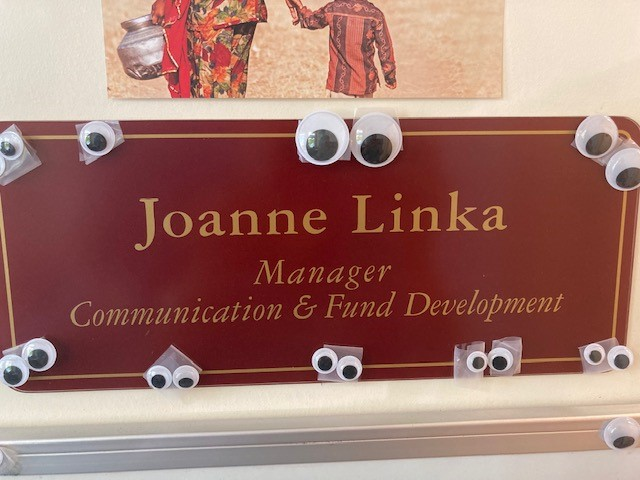 Joanne Linka
Manager
Communication & Fund Development